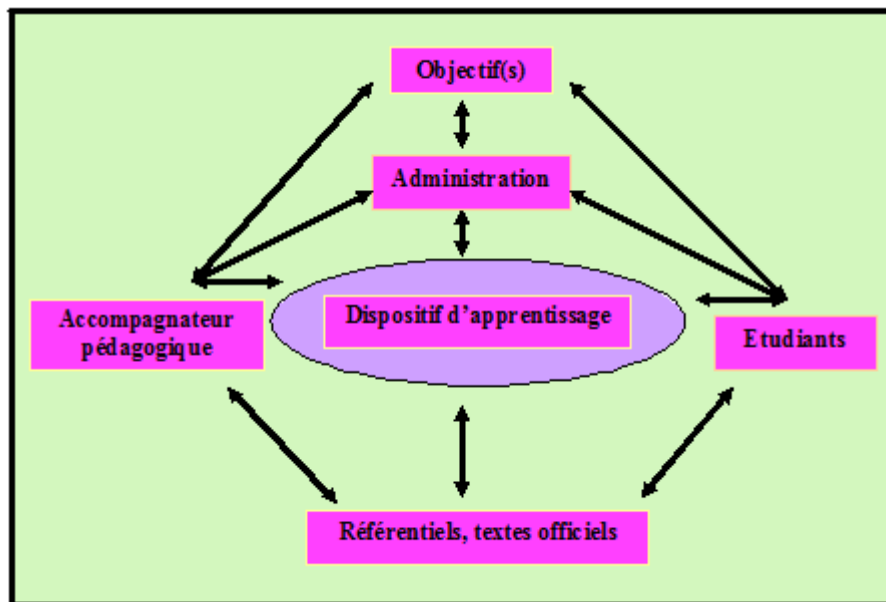 Objectif(s)
Administration
Dispositif d’apprentissage
Accompagnateur
pédagogique
Etudiants
Référentiels, textes officiels